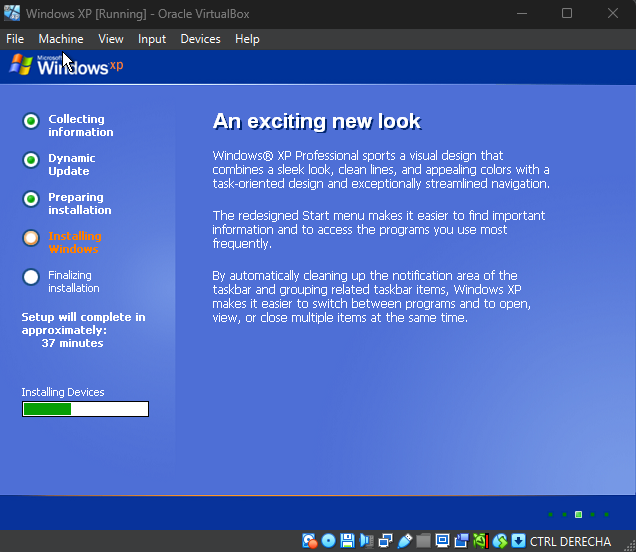 Windows XP [Running] - Oracle VirtualBox
File Machine View Input Devices Help
Microsoft
Windows xp
Collecting
information
Dynamic
Update
Preparing
installation
Installing
Windows
Finalizing
installation
Setup will complete in
approximately:
37 minutes
Installing Devices
An exciting new look
Windows® XP Professional sports a visual design that
combines a sleek look, clean lines, and appealing colors with a
task-oriented design and exceptionally streamlined navigation.
The redesigned Start menu makes it easier to find important
information and to access the programs you use most
frequently.
By automatically cleaning up the notification area of the
taskbar and grouping related taskbar items, Windows XP
makes it easier to switch between programs and to open,
view, or close multiple items at the same time.
CTRL DERECHA